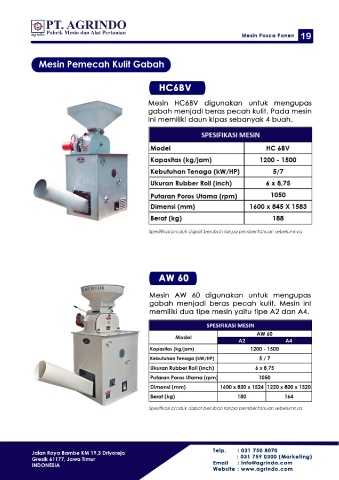 PT. AGRINDO
Pabrik Mesin dan Alat Pertanian
Mesin Pasca Panen 19
Mesin Pemecah Kulit Gabah
HC6BV
Mesin HC6BV digunakan untuk mengupas
gabah menjadi beras pecah kulit. Pada mesin
ini memiliki daun kipas sebanyak 4 buah.
SPESIFIKASI MESIN
Model HC 6BV
Kapasitas (kg/jam) 1200 - 1500
Kebutuhan Tenaga (kW/HP) 5/7
Ukuran Rubber Roll (inch) 6 x 8,75
Putaran Poros Utama (rpm) 1050
Dimensi (mm) 1600 x 845 X 1583
Berat (kg) 188
Spesifikasi produk dapat berubah tanpa pemberitahuan sebelumnya
AW 60
Mesin AW 60 digunakan untuk mengupas
gabah menjadi beras pecah kulit. Mesin ini
memiliki dua tipe mesin yaitu tipe A2 dan A4.
SPESIFIKASI MESIN
Model AW 60
A2 A4
Kapasitas (kg/jam) 1200 - 1500
Kebutuhan Tenaga (kW/HP) 5 / 7
Ukuran Rubber Roll (inch) 6 x 8,75
Putaran Poros Utama (rpm) 1050
Dimensi (mm) 1600 x 830 x 1524 1220 x 800 x 1520
Berat (kg) 180 164
Spesifikasi produk dapat berubah tanpa pemberitahuan sebelumnya
Jalan Raya Bambe KM 19,3 Driyorejo
Gresik 61177, Jawa Timur
INDONESIA
Telp. : 031 750 8070
: 031 759 0300 (Marketing)
Email : info@agrindo.com
Website : www.agrindo.com